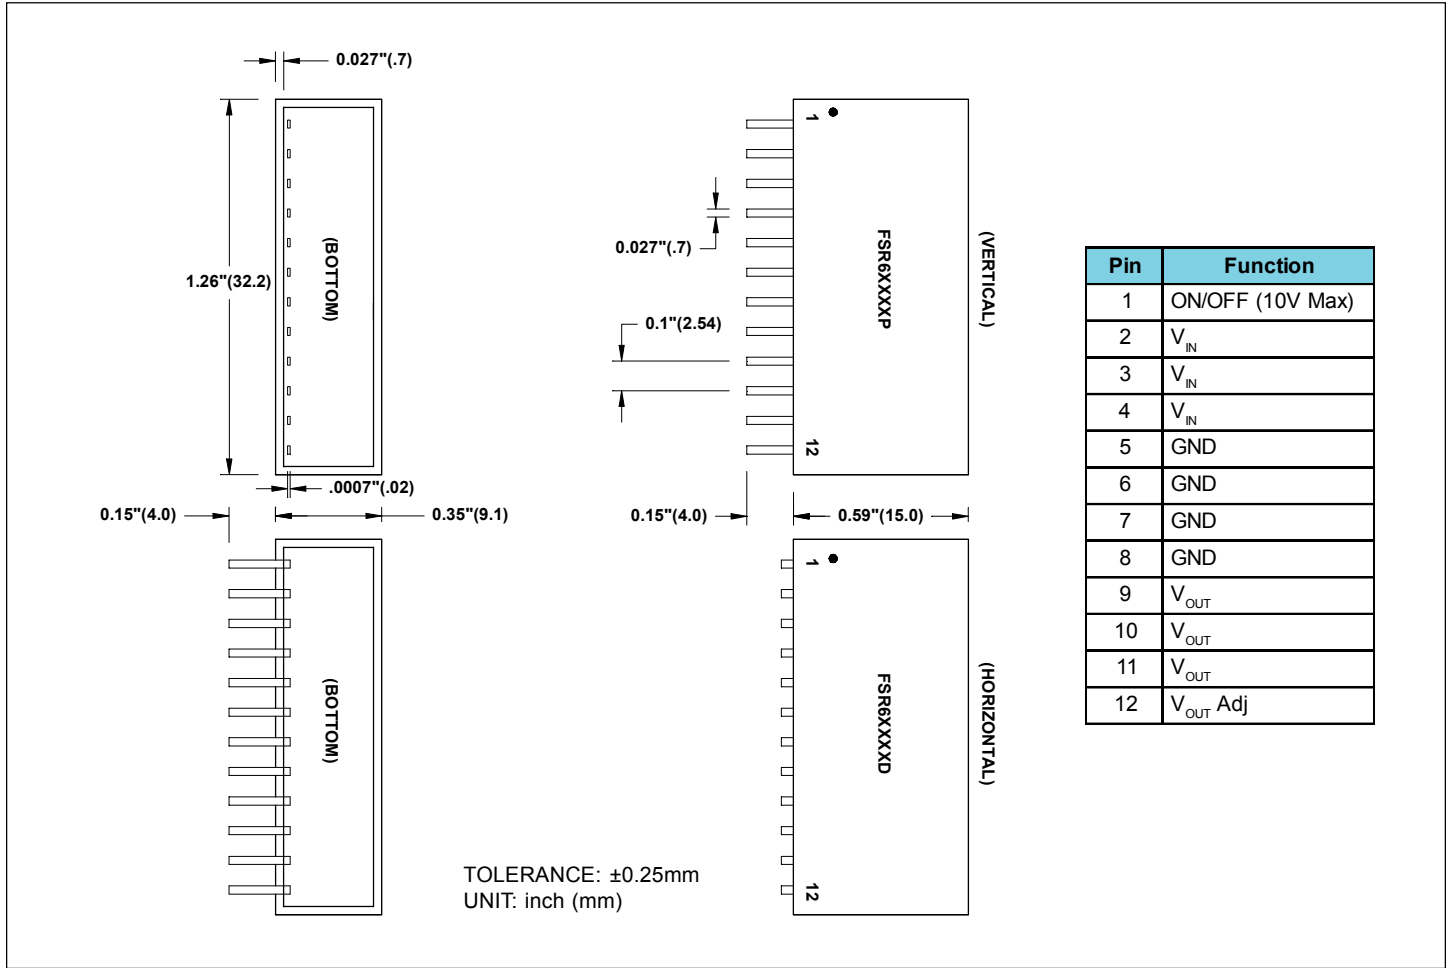 0.027"(.7)
1.26"(32.2)
(BOTTOM)
.0007"(.02)
0.15"(4.0)
0.35"(9.1)
(BOTTOM)
1
0.027"(.7)
0.1"(2.54)
FSR6XXXXP
(VERTICAL)
12
0.15"(4.0)
0.59"(15.0)
1
FSR6XXXXD
(HORIZONTAL)
12
TOLERANCE: ±0.25mm
UNIT: inch (mm)
Pin Function
1 ON/OFF (10V Max)
2 VIN
3 VIN
4 VIN
5 GND
6 GND
7 GND
8 GND
9 VOUT
10 VOUT
11 VOUT
12 VOUT Adj